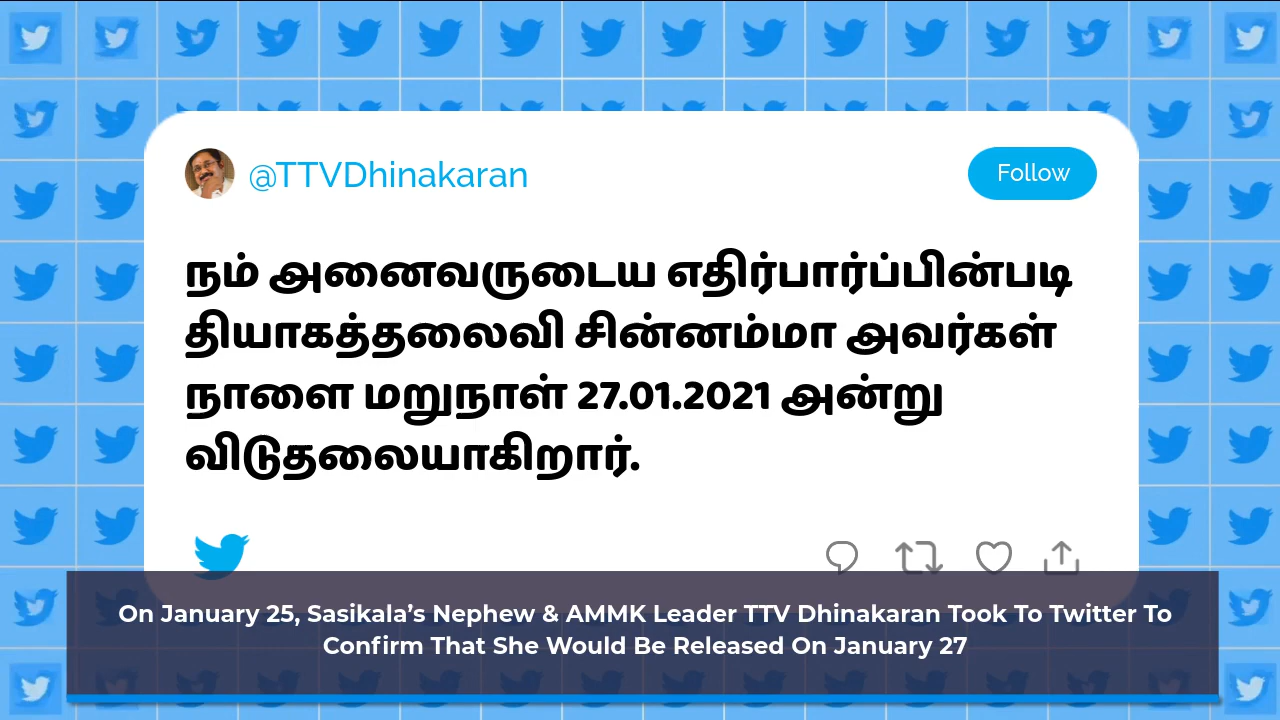 @TTVDhinakaran
Follow
நம் அனைவருடைய எதிர்பார்ப்பின்படி
தியாகத்தலைவி சின்னம்மா அவர்கள்
நாளை மறுநாள் 27.01.2021 அன்று
விடுதலையாகிறார்.
On January 25, Sasikala’s Nephew & AMMK Leader TTV Dhinakaran Took To Twitter To
Confirm That She Would Be Released On January 27